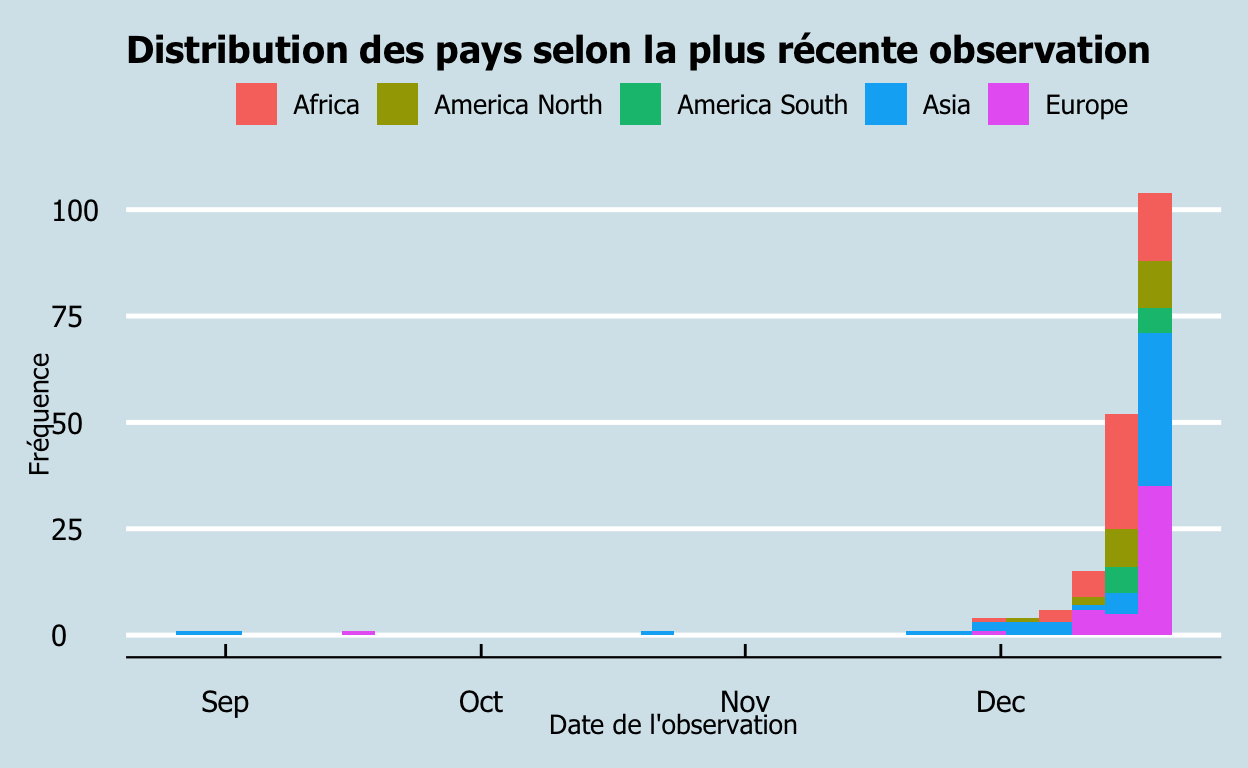 Distribution des pays selon la plus récente observation
Africa America North America South Asia Europe
100
75
50
25
0
Fréquence
Sep Oct Nov Dec
Date de l'observation